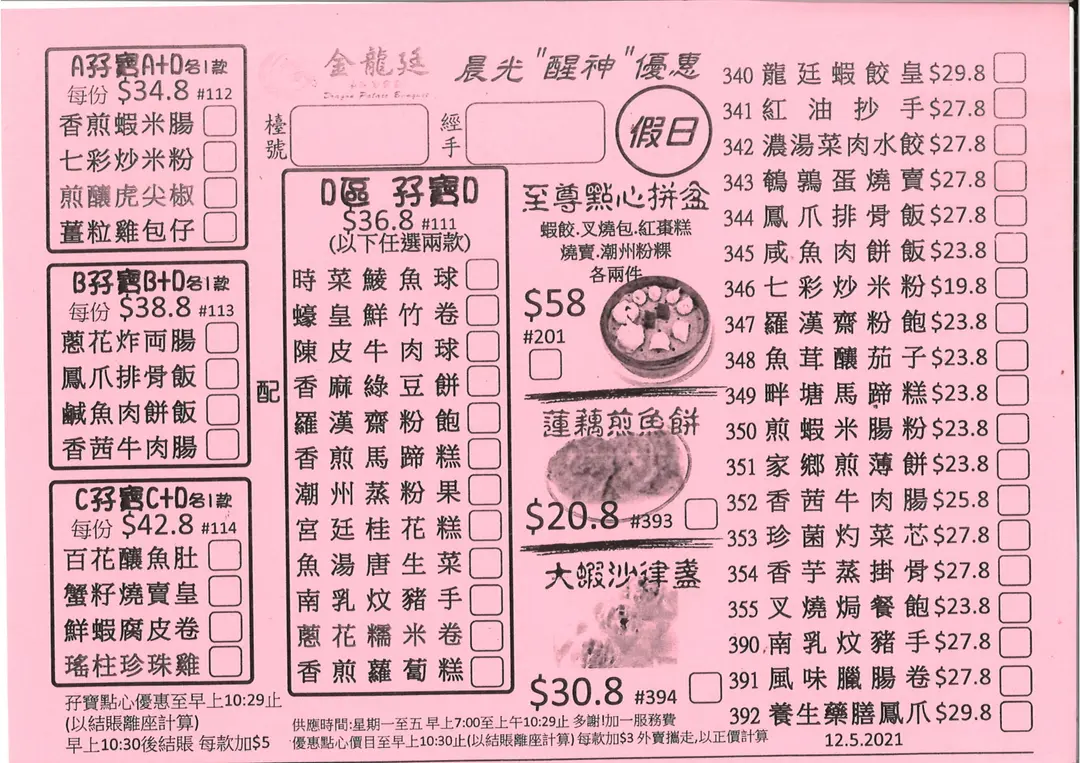 A孖寶A+D各1款
每份 $34.8 #112
香煎蝦米腸
七彩炒米粉
煎釀虎尖椒
薑粒雞包仔
B孖寶B+D各1款
每份 $38.8 #113
蔥花炸両腸
鳳爪排骨飯
鹹魚肉餅飯
香茜牛肉腸
C孖寶C+D各1款
每份 $42.8 #114
百花釀魚肚
蟹籽燒賣皇
鮮蝦腐皮卷
瑤柱珍珠雞
孖寶點心優惠至早上10:29止
(以結賬離座計算)
早上10:30後結賬 每款加$5
金龍廷
Dragon Palace Banquet
晨光"醒神"優惠
檯號
經手
假日
配
D區 孖寶D
$36.8 #111
(以下任選兩款)
時菜鯪魚球
蠔皇鮮竹卷
陳皮牛肉球
香麻綠豆餅
羅漢齋粉飽
香煎馬蹄糕
潮州蒸粉果
宮廷桂花糕
魚湯唐生菜
南乳炆豬手
蔥花糯米卷
香煎蘿蔔糕
至尊點心拼盆
蝦餃.叉燒包.紅棗糕
燒賣.潮州粉粿
各兩件
$58
#201
蓮藕煎魚餅
$20.8 #393
大蝦沙律盞
$30.8 #394
340 龍廷蝦餃皇 $29.8
341 紅油抄手 $27.8
342 濃湯菜肉水餃 $27.8
343 鵪鶉蛋燒賣 $27.8
344 鳳爪排骨飯 $27.8
345 咸魚肉餅飯 $23.8
346 七彩炒米粉 $19.8
347 羅漢齋粉飽 $23.8
348 魚茸釀茄子 $23.8
349 畔塘馬蹄糕 $23.8
350 煎蝦米腸粉 $23.8
351 家鄉煎薄餅 $23.8
352 香茜牛肉腸 $25.8
353 珍菌灼菜芯 $27.8
354 香芋蒸掛骨 $27.8
355 叉燒焗餐飽 $23.8
390 南乳炆豬手 $27.8
391 風味臘腸卷 $27.8
392 養生藥膳鳳爪 $29.8
供應時間:星期一至五 早上7:00至上午10:29止 多謝!加一服務費
優惠點心價目至早上10:30止(以結賬離座計算) 每款加$3 外賣攜走,以正價計算
12.5.2021